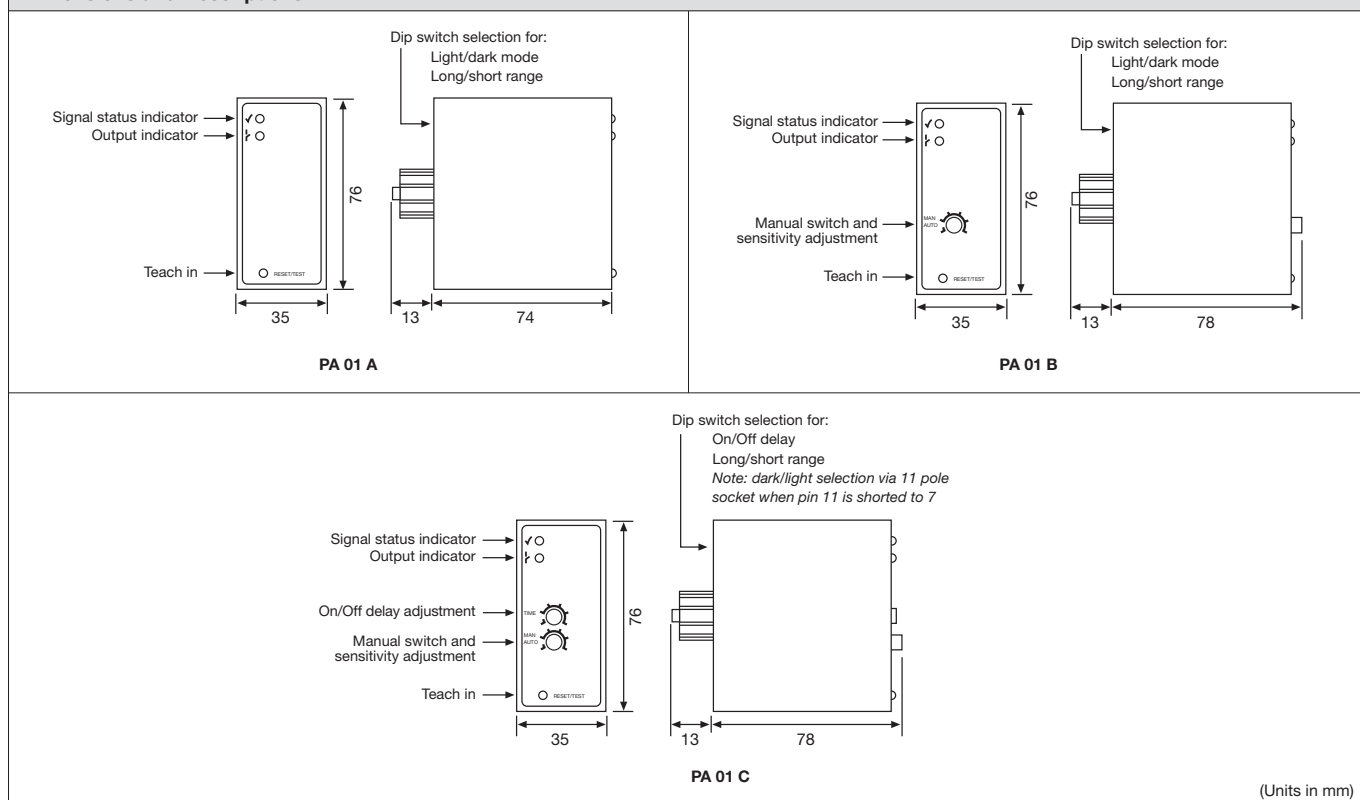 Dip switch selection for:
Light/dark mode
Long/short range
Signal status indicator
Output indicator
76
Teach in
RESET/TEST
35
13
74
PA 01 A
Dip switch selection for:
Light/dark mode
Long/short range
Signal status indicator
Output indicator
76
Manual switch and
sensitivity adjustment
MAN
AUTO
Teach in
RESET/TEST
35
13
78
PA 01 B
Dip switch selection for:
On/Off delay
Long/short range
Note: dark/light selection via 11 pole
socket when pin 11 is shorted to 7
Signal status indicator
Output indicator
On/Off delay adjustment
TIME
76
Manual switch and
sensitivity adjustment
MAN
AUTO
Teach in
RESET/TEST
35
13
78
PA 01 C
(Units in mm)